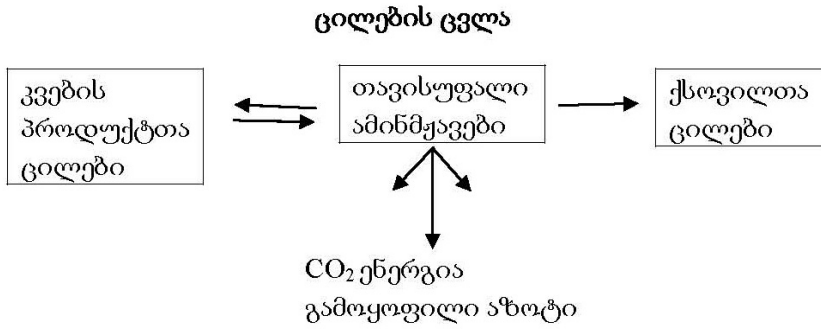 ცილების ცვლა
კვების
პროდუქტთა
ცილები
თავისუფალი
ამინმჟავები
ქსოვილთა
ცილები
CO₂ ენერგია
გამოყოფილი აზოტი